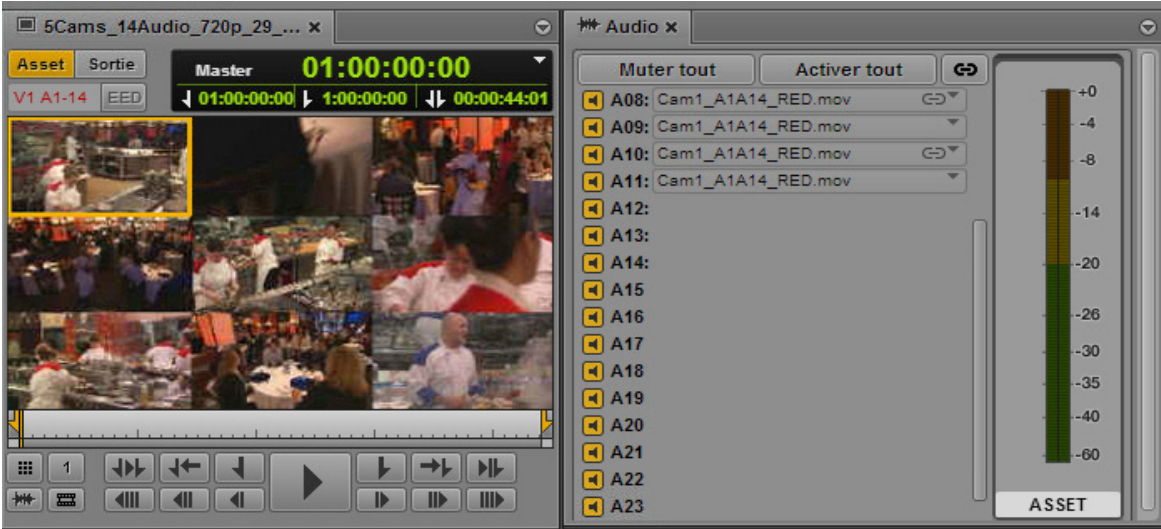 5Cams_14Audio_720p_29_... x
Asset Sortie
Master 01:00:00:00
V1 A1-14 EED
01:00:00:00 1:00:00:00 00:00:44:01
1
Audio x
Muter tout Activer tout
A08: Cam1_A1A14_RED.mov
A09: Cam1_A1A14_RED.mov
A10: Cam1_A1A14_RED.mov
A11: Cam1_A1A14_RED.mov
A12:
A13:
A14:
A15
A16
A17
A18
A19
A20
A21
A22
A23
+0
-4
-8
-14
-20
-26
-30
-35
-40
-60
ASSET